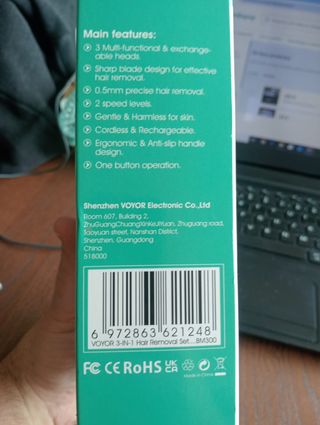 Main features:
3 Multi-functional & exchange-
able heads.
Sharp blade design for effective
hair removal.
0.5mm precise hair removal.
2 speed levels.
Gentle & Harmless for skin.
Cordless & Rechargeable.
Ergonomic & Anti-slip handle
design.
One button operation.
Shenzhen VOYOR Electronic Co.,Ltd
Room 607, Building 2,
ZhuGuangChuangXinKeJiYuan, Zhuguang road,
Taoyuan street, Nanshan District,
Shenzhen, Guangdong
China
518000
6 972863 621248
VOYOR 3-IN-1 Hair Removal Set...BM300
FC CE RoHS UK CA
Made in China